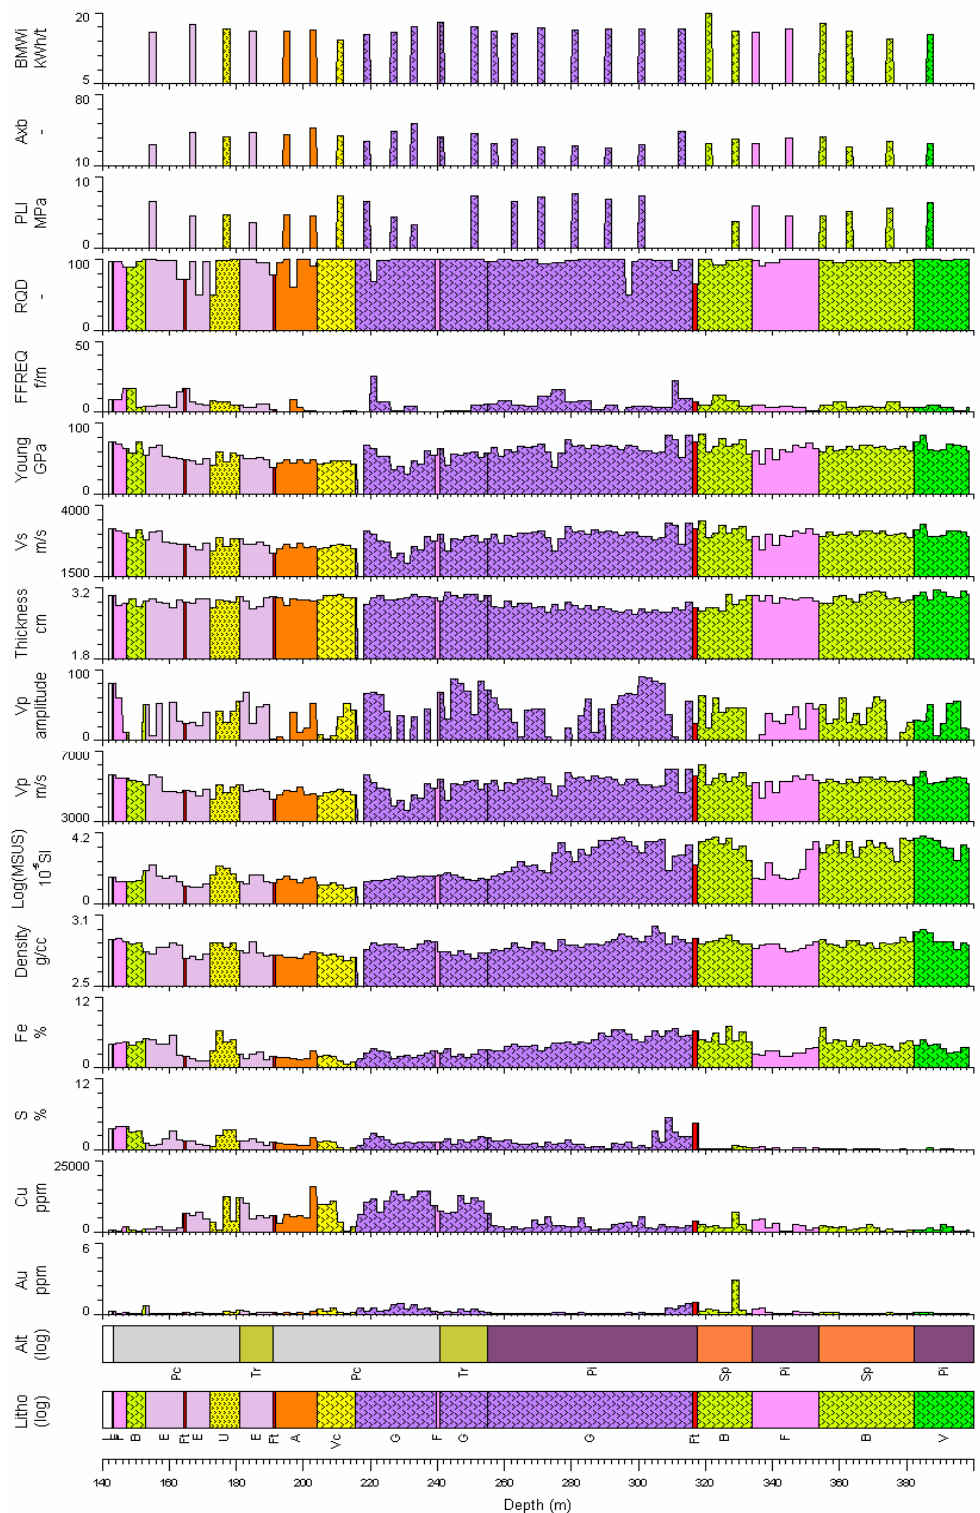 20
BMWi
kWh/t
5
80
Axb
-
10
10
PLI
MPa
0
100
RQD
-
0
50
FFREQ
f/m
0
100
Young
GPa
0
4000
Vs
m/s
1500
3.2
Thickness
cm
1.8
100
Vp
amplitude
0
7000
Vp
m/s
3000
4.2
Log(MSUS)
10⁻⁵SI
0
3.1
Density
g/cc
2.5
12
Fe
%
0
12
S
%
0
25000
Cu
ppm
0
6
Au
ppm
0
Alt
(log)
Pc Tr Pc Tr Pi Sp Pi Sp Pi
Litho
(log)
F B E Ft E U E Ft A Vc G F G G Ft B F B V
140 160 180 200 220 240 260 280 300 320 340 360 380
Depth (m)